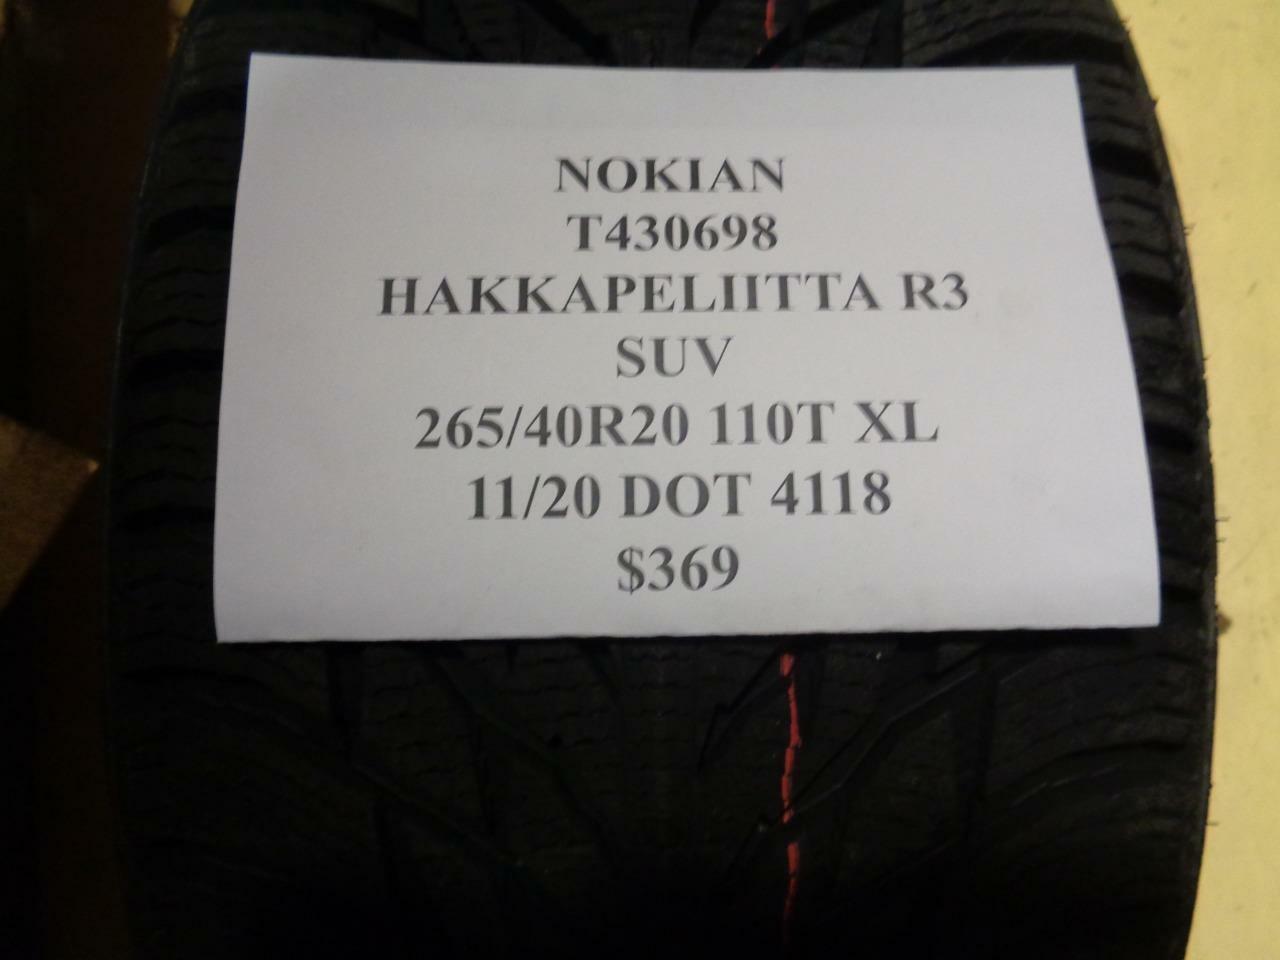 NOKIAN
T430698
HAKKAPELIITTA R3
SUV
265/40R20 110T XL
11/20 DOT 4118
$369